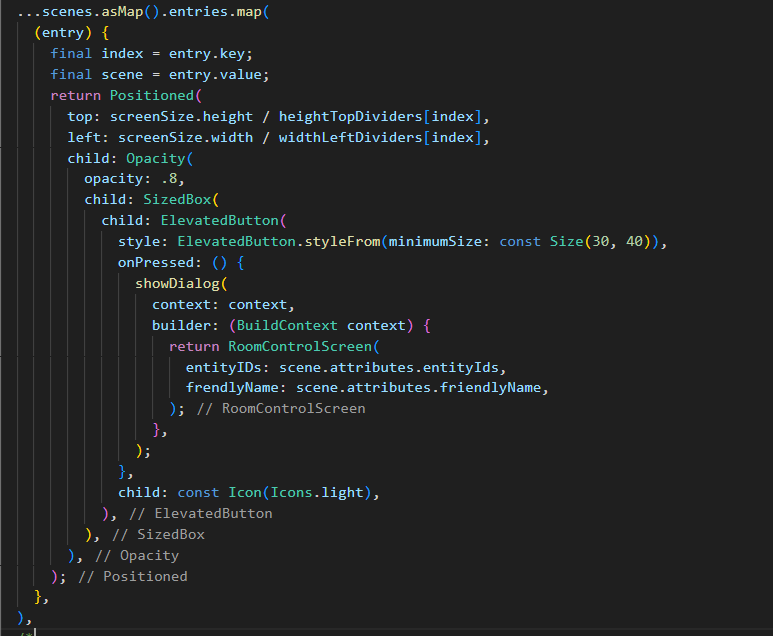 ...scenes.asMap().entries.map(
(entry) {
final index = entry.key;
final scene = entry.value;
return Positioned(
top: screenSize.height / heightTopDividers[index],
left: screenSize.width / widthLeftDividers[index],
child: Opacity(
opacity: .8,
child: SizedBox(
child: ElevatedButton(
style: ElevatedButton.styleFrom(minimumSize: const Size(30, 40)),
onPressed: () {
showDialog(
context: context,
builder: (BuildContext context) {
return RoomControlScreen(
entityIDs: scene.attributes.entityIds,
frendlyName: scene.attributes.friendlyName,
); // RoomControlScreen
},
);
},
child: const Icon(Icons.light),
), // ElevatedButton
), // SizedBox
), // Opacity
); // Positioned
},
),